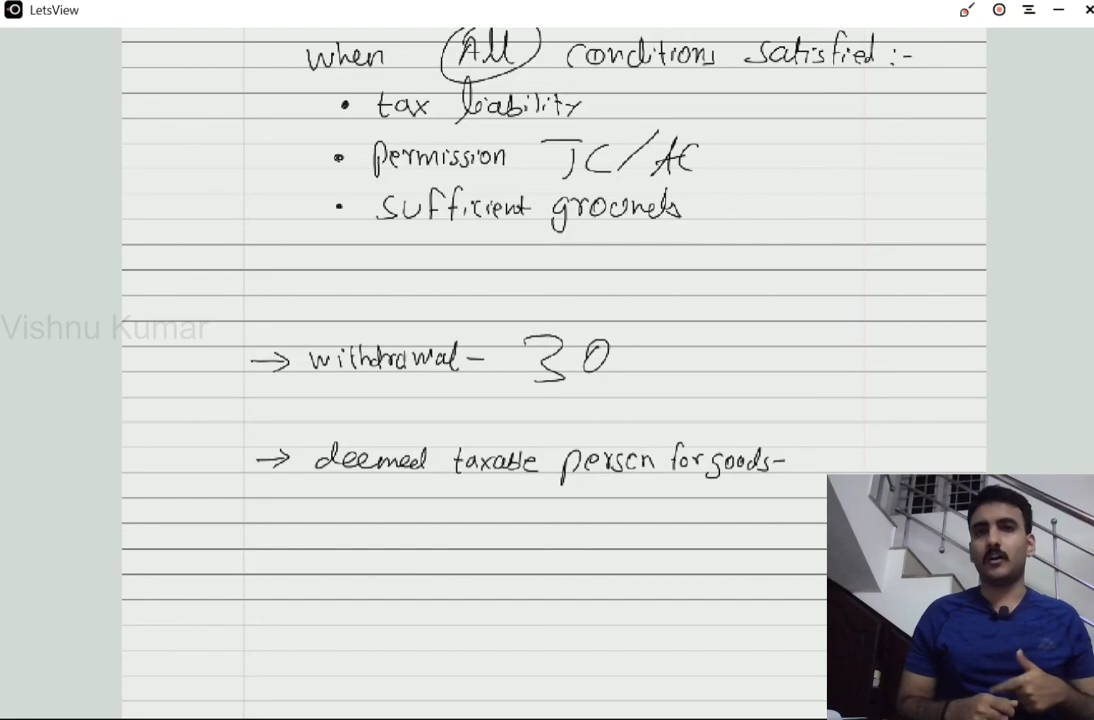 LetsView
when All conditions satisfied :-
• tax liability
• permission JC/AC
• sufficient grounds
Vishnu Kumar
→ withdrawal - 30
→ deemed taxable person for goods -